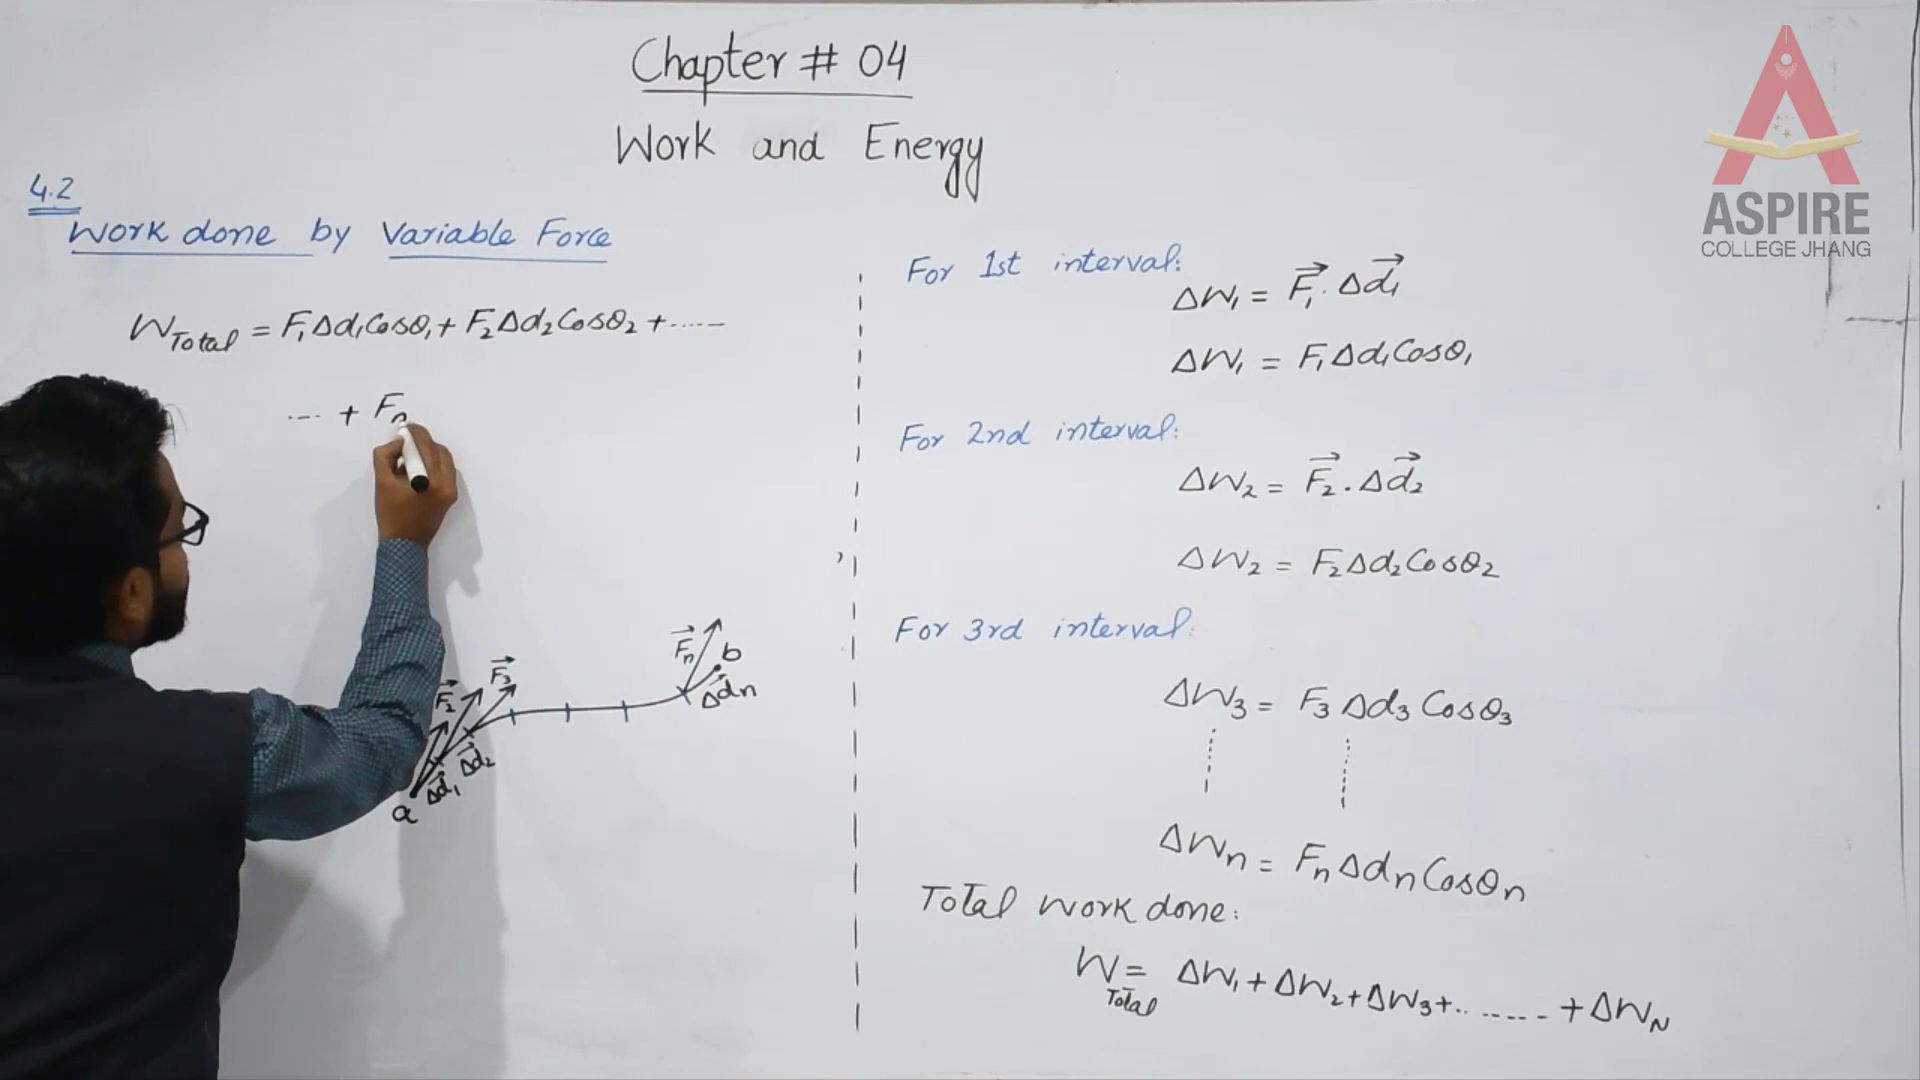 Chapter # 04
Work and Energy
4.2
Work done by Variable Force
W_Total = F₁Δd₁Cosθ₁ + F₂Δd₂Cosθ₂ + ......
.... + Fₙ
F⃗₂
F⃗₃
F⃗ₙ
b
Δd⃗n
Δd⃗₂
Δd⃗₁
a
For 1st interval:
ΔW₁ = F⃗₁ . Δd⃗₁
ΔW₁ = F₁Δd₁Cosθ₁
For 2nd interval:
ΔW₂ = F⃗₂ . Δd⃗₂
ΔW₂ = F₂Δd₂Cosθ₂
For 3rd interval:
ΔW₃ = F₃Δd₃Cosθ₃
ΔWn = FnΔdnCosθn
Total work done:
W_Total = ΔW₁ + ΔW₂ + ΔW₃ + ........ + ΔW_N
ASPIRE
COLLEGE JHANG